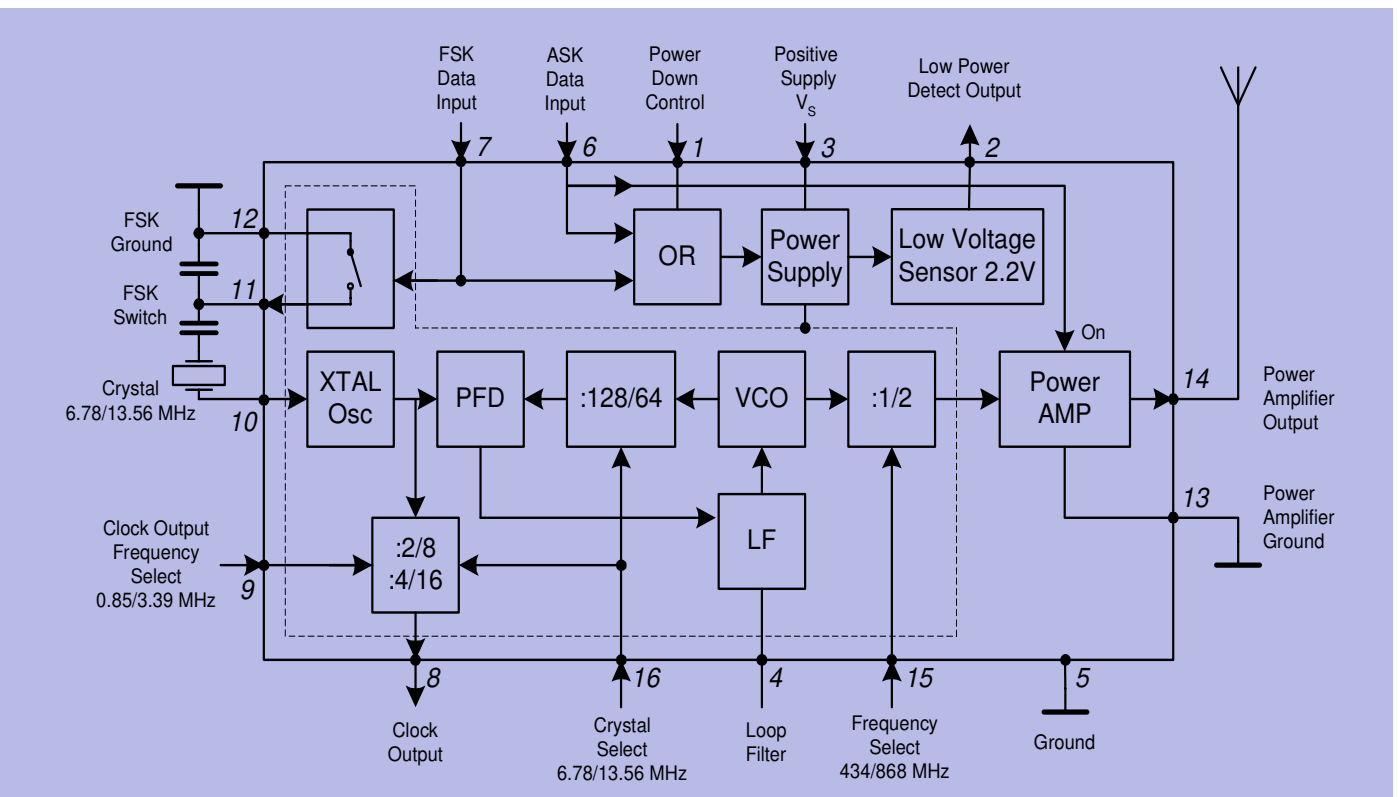 FSK
Data
Input
ASK
Data
Input
Power
Down
Control
Positive
Supply
VS
Low Power
Detect Output
7
6
1
3
2
12
FSK
Ground
11
FSK
Switch
OR
Power
Supply
Low Voltage
Sensor 2.2V
On
Crystal
6.78/13.56 MHz
10
XTAL
Osc
PFD
:128/64
VCO
:1/2
Power
AMP
14
Power
Amplifier
Output
13
Power
Amplifier
Ground
Clock Output
Frequency
Select
0.85/3.39 MHz
9
:2/8
:4/16
LF
8
16
4
15
5
Clock
Output
Crystal
Select
6.78/13.56 MHz
Loop
Filter
Frequency
Select
434/868 MHz
Ground